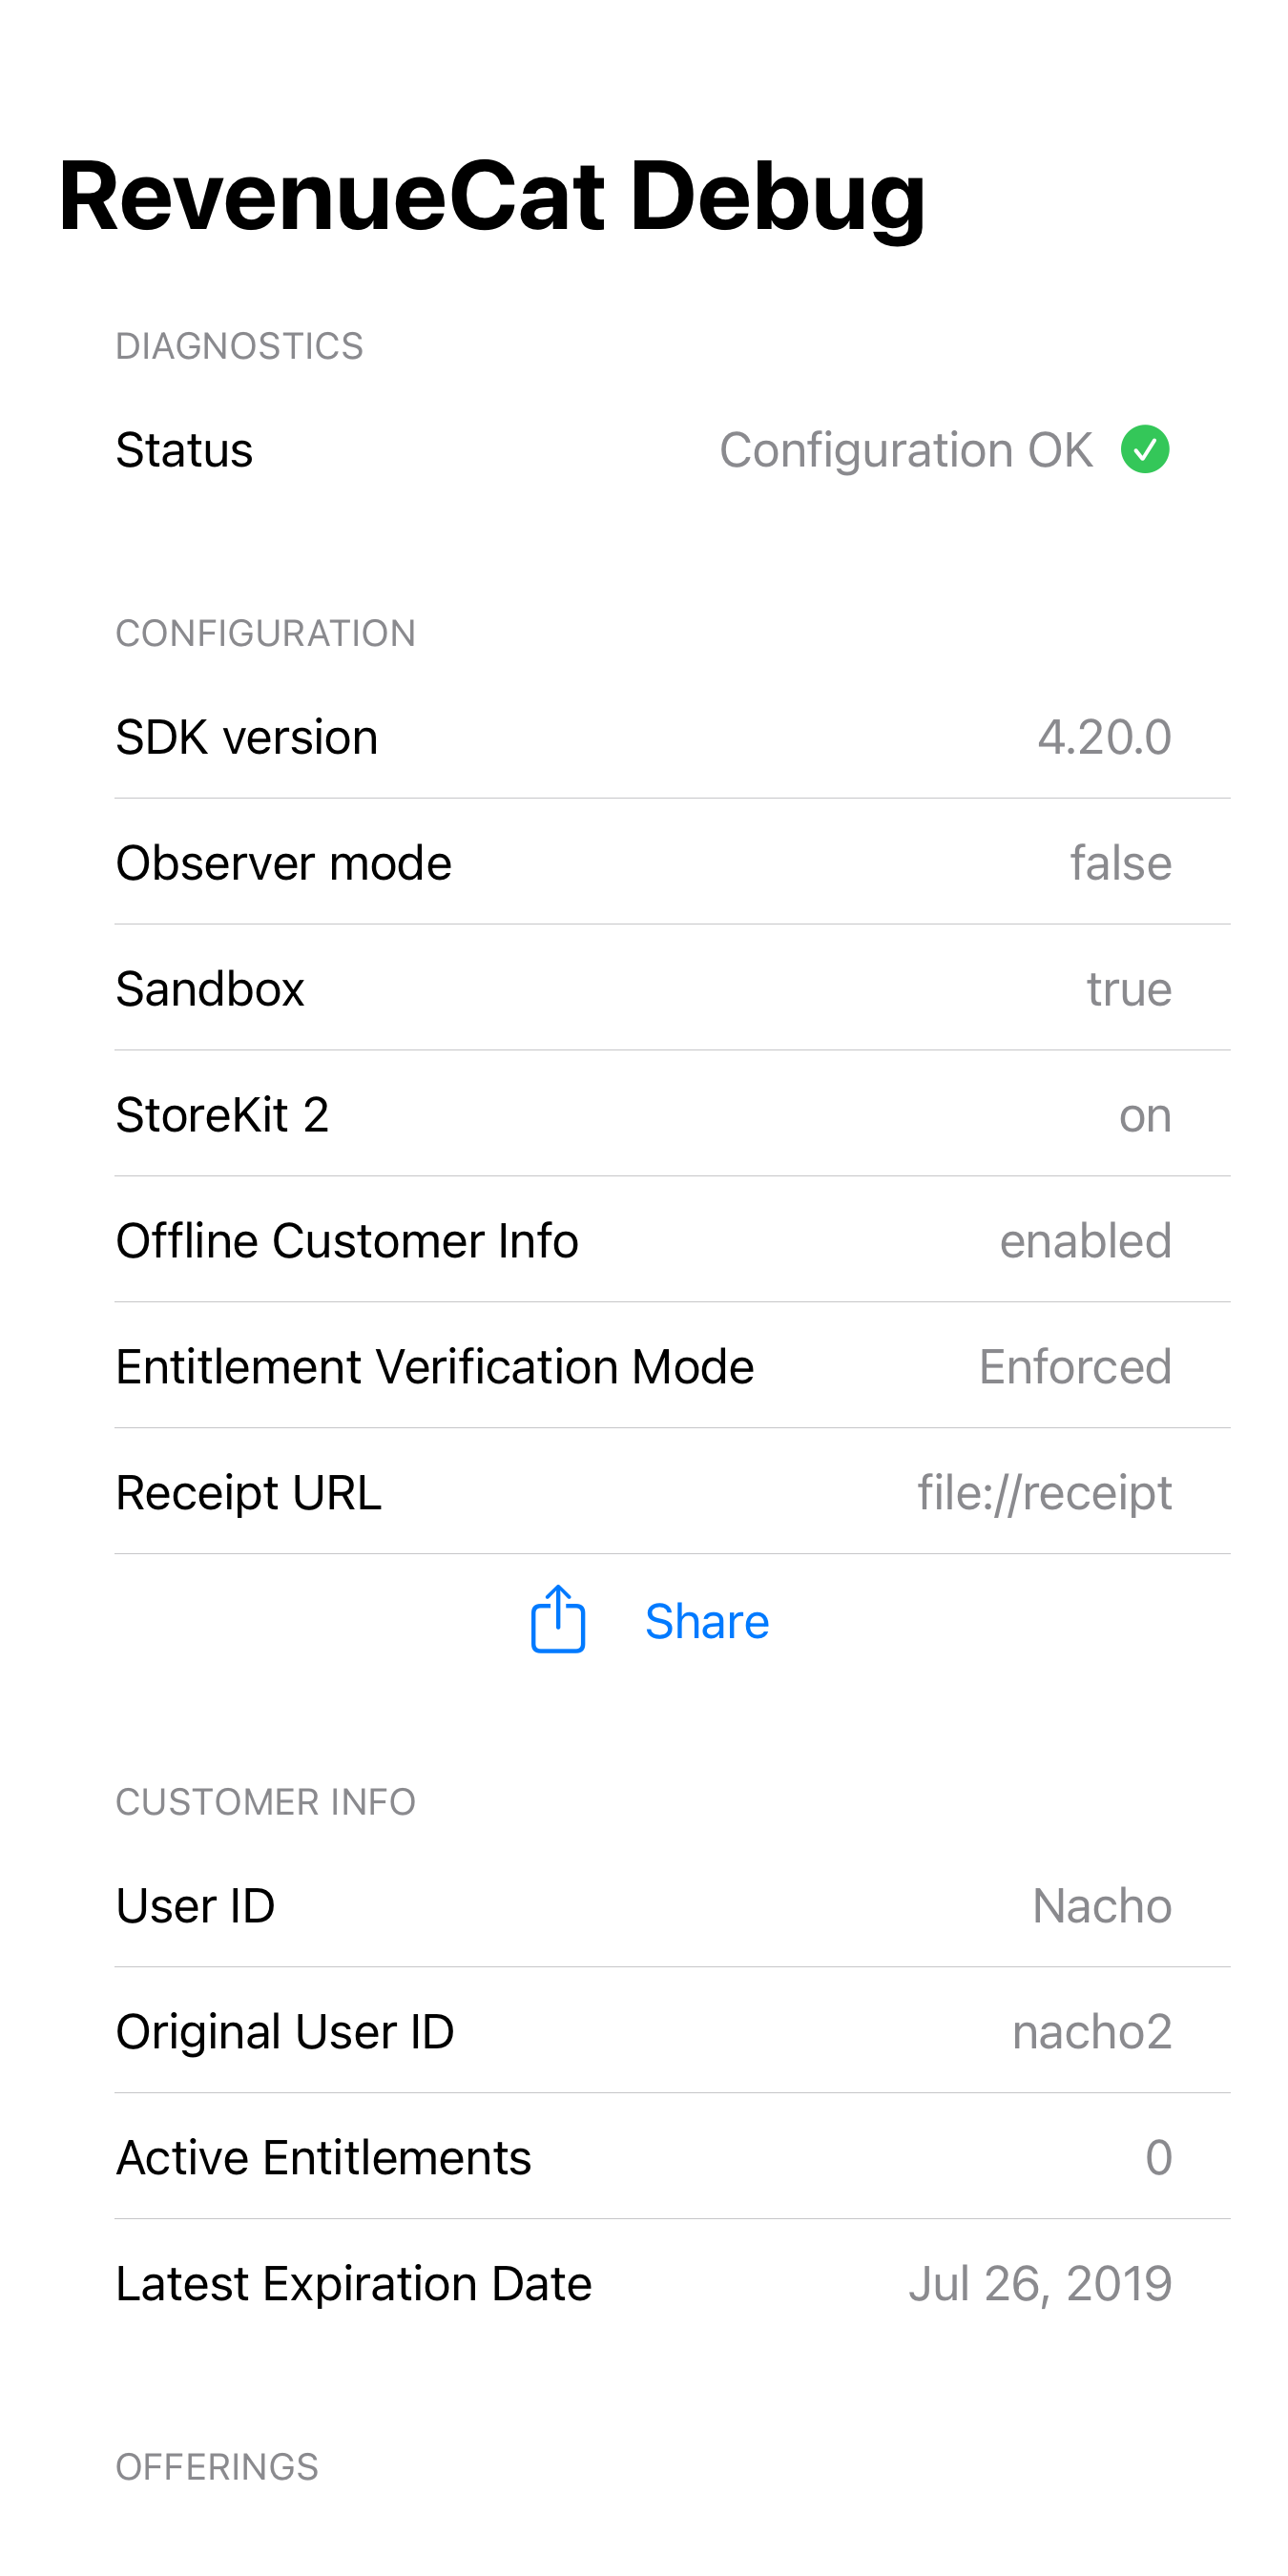 RevenueCat Debug
DIAGNOSTICS
Status Configuration OK
CONFIGURATION
SDK version 4.20.0
Observer mode false
Sandbox true
StoreKit 2 on
Offline Customer Info enabled
Entitlement Verification Mode Enforced
Receipt URL file://receipt
Share
CUSTOMER INFO
User ID Nacho
Original User ID nacho2
Active Entitlements 0
Latest Expiration Date Jul 26, 2019
OFFERINGS